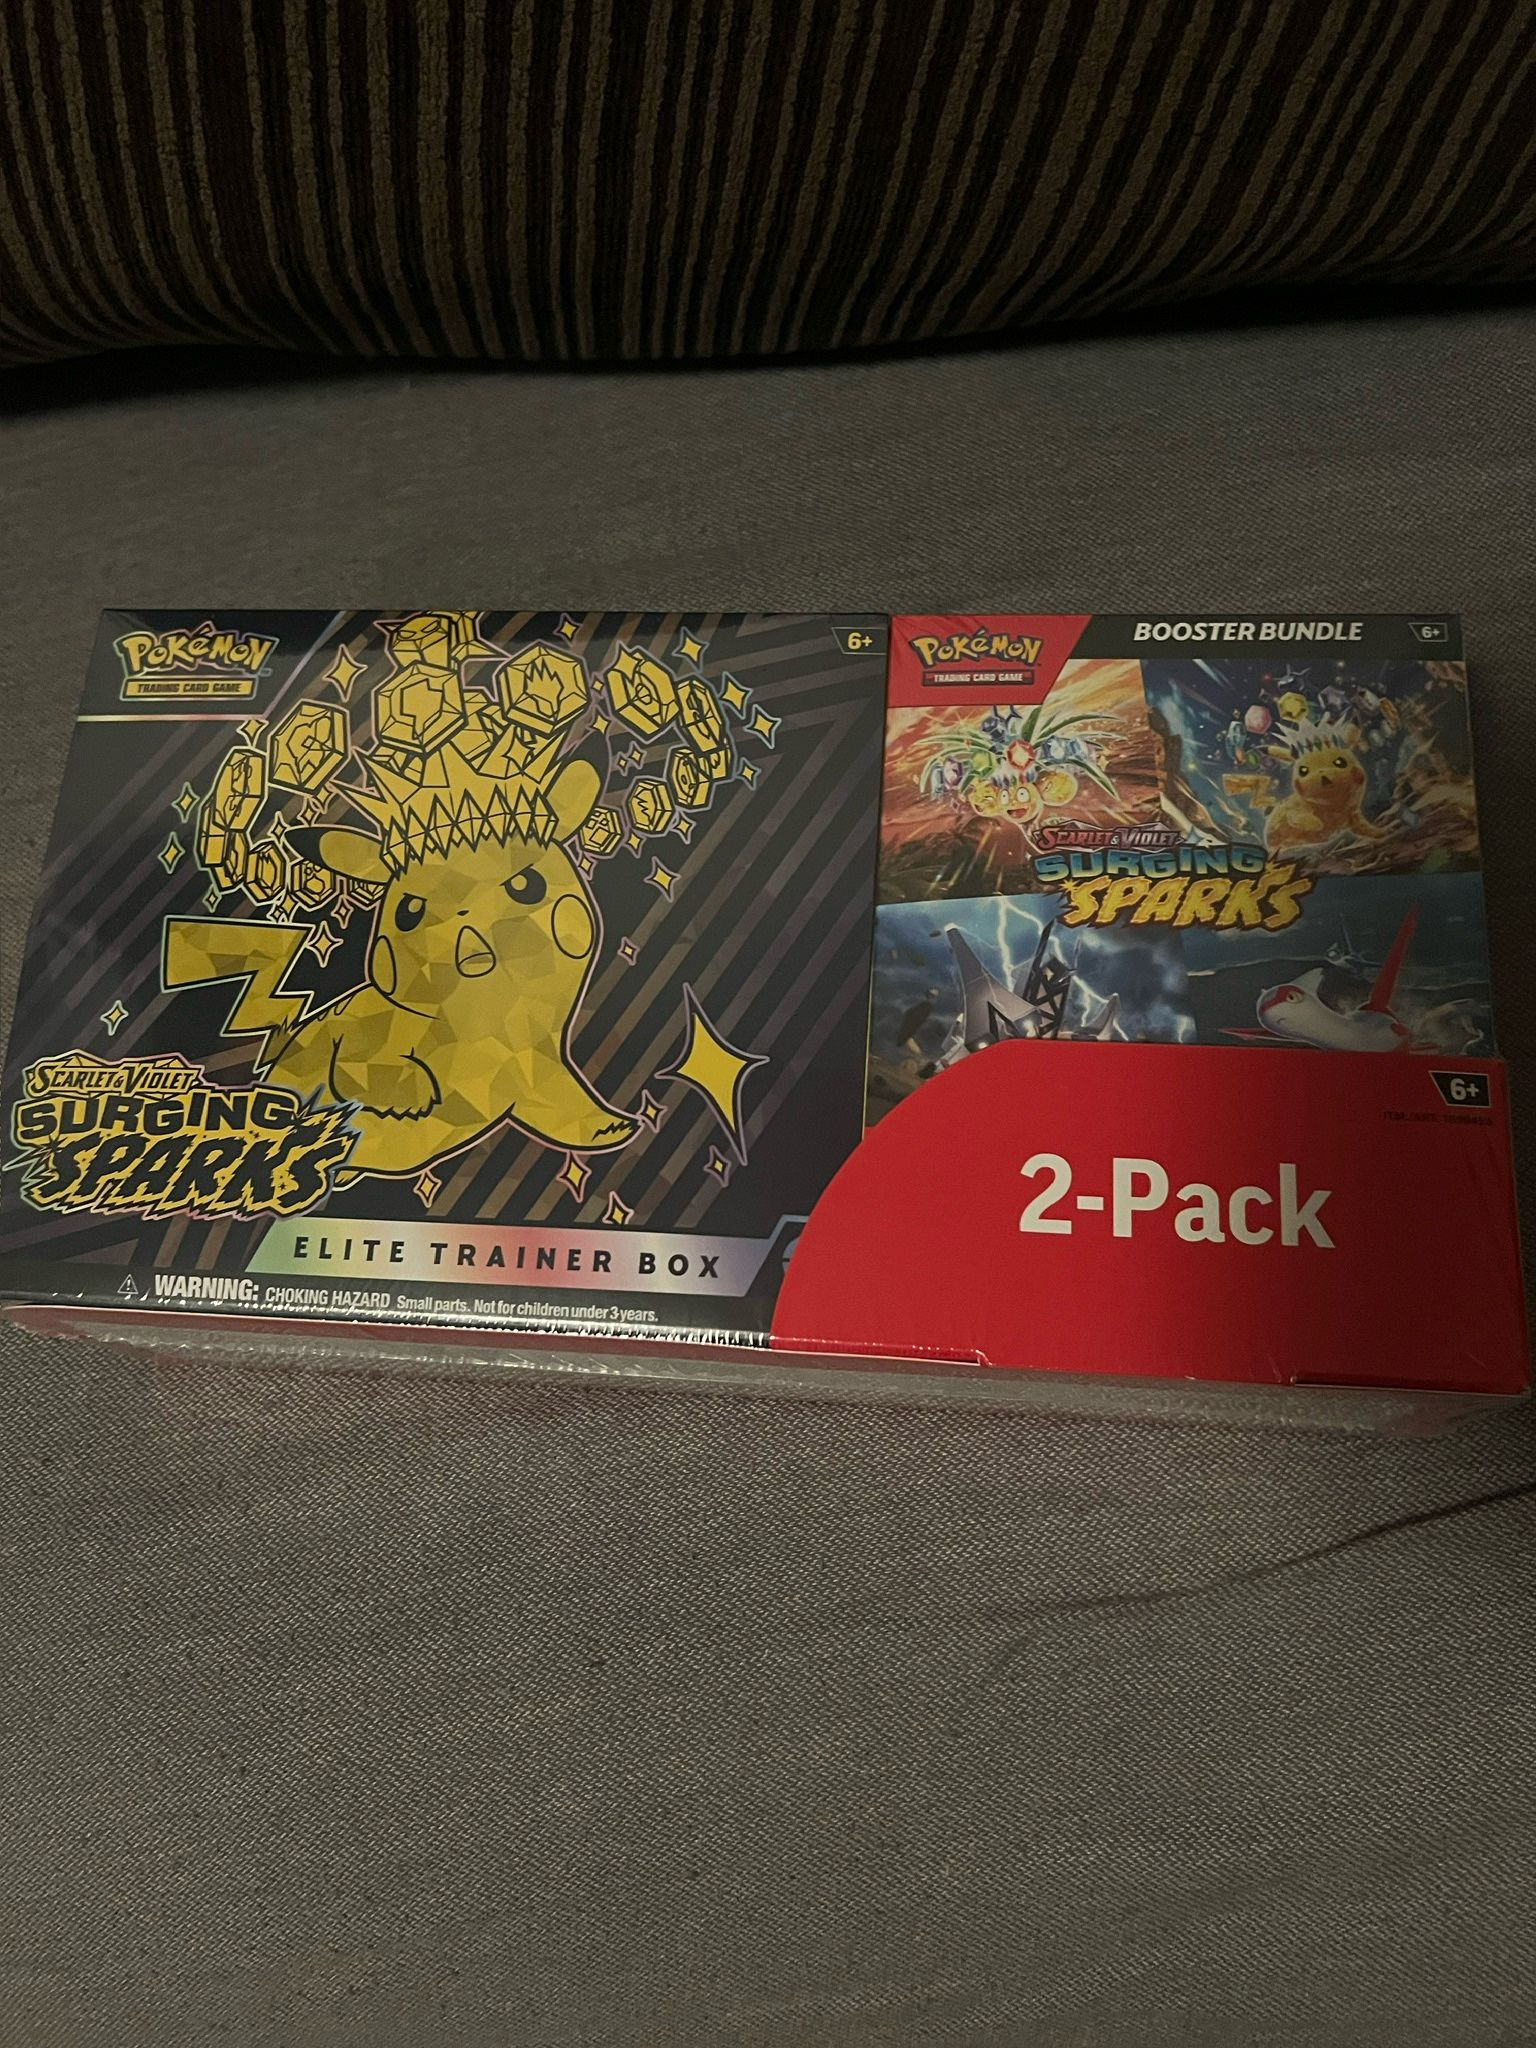 POKÉMON
TRADING CARD GAME
6+
SCARLET & VIOLET
SURGING
SPARKS
ELITE TRAINER BOX
WARNING: CHOKING HAZARD Small parts. Not for children under 3 years.
POKÉMON
TRADING CARD GAME
BOOSTER BUNDLE
6+
SCARLET & VIOLET
SURGING
SPARKS
6+
2-Pack